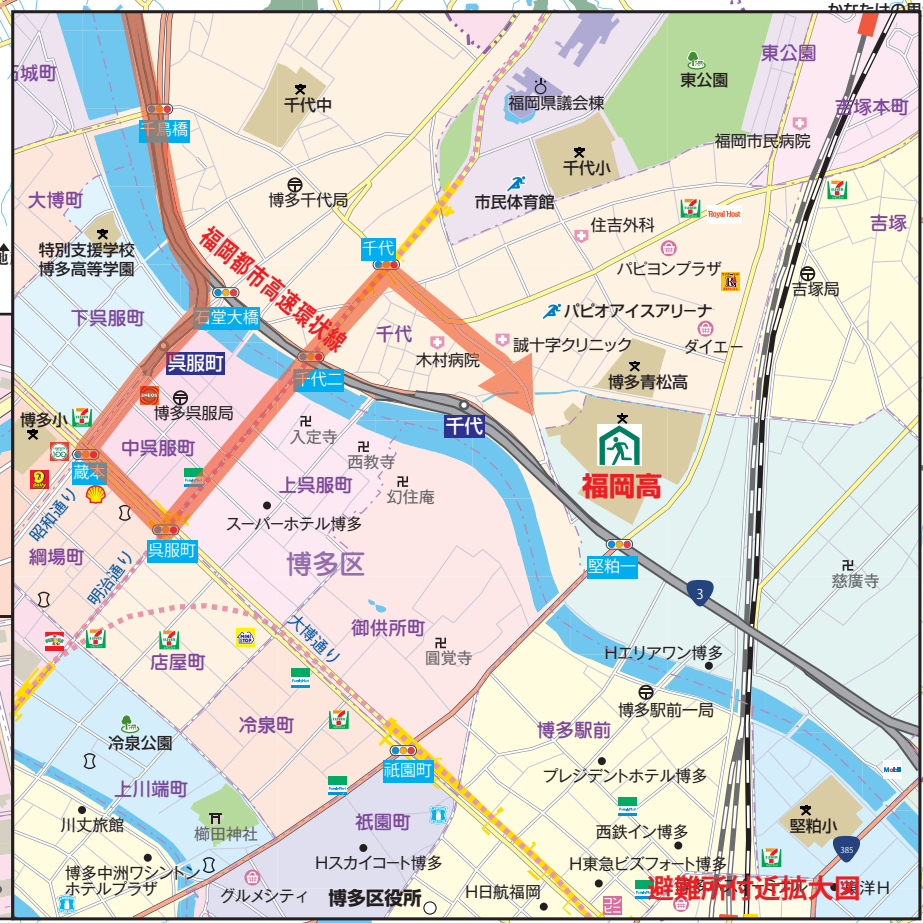 かなたけの里
石城町
千代中
東公園
東公園
吉塚本町
福岡県議会棟
千鳥橋
福岡市民病院
千代小
大博町
博多千代局
市民体育館
住吉外科
Royal Host
吉塚
特別支援学校
博多高等学園
千代
パピヨンプラザ
吉塚局
福岡都市高速環状線
下呉服町
石堂大橋
千代
パピオアイスアリーナ
誠十字クリニック
ダイエー
木村病院
呉服町
千代二
博多青松高
ENEOS
博多呉服局
博多小
入定寺
千代
中呉服町
西教寺
福岡高
蔵本
FamilyMart
上呉服町
幻住庵
昭和通り
スーパーホテル博多
呉服町
綱場町
明治通り
博多区
堅粕一
慈廣寺
3
大博通り
御供所町
圓覚寺
店屋町
MINI STOP
Hエリアワン博多
FamilyMart
博多駅前一局
冷泉町
博多駅前
冷泉公園
祇園町
プレジデントホテル博多
Mobil
上川端町
FamilyMart
FamilyMart
川丈旅館
櫛田神社
祇園町
西鉄イン博多
堅粕小
385
博多中洲ワシントン
ホテルプラザ
Hスカイコート博多
H東急ビズフォート博多
グルメシティ
博多区役所
H日航福岡
避難所付近拡大図
東洋H